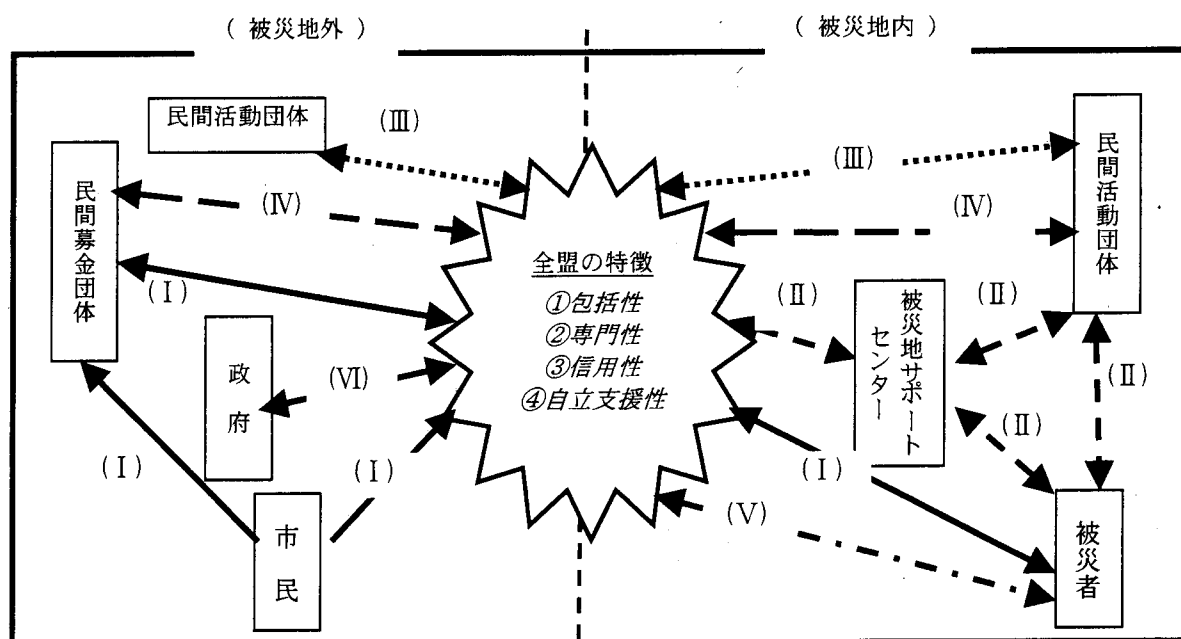 （ 被災地外 ）
（ 被災地内 ）
民間活動団体
(Ⅲ)
(Ⅲ)
民間活動団体
民間募金団体
(Ⅳ)
(Ⅳ)
(Ⅰ)
全盟の特徴
①包括性
②専門性
③信用性
④自立支援性
(Ⅱ)
被災地サポート
センター
(Ⅱ)
(Ⅱ)
政府
(Ⅵ)
(Ⅱ)
(Ⅰ)
(Ⅰ)
(Ⅰ)
(Ⅴ)
市民
被災者